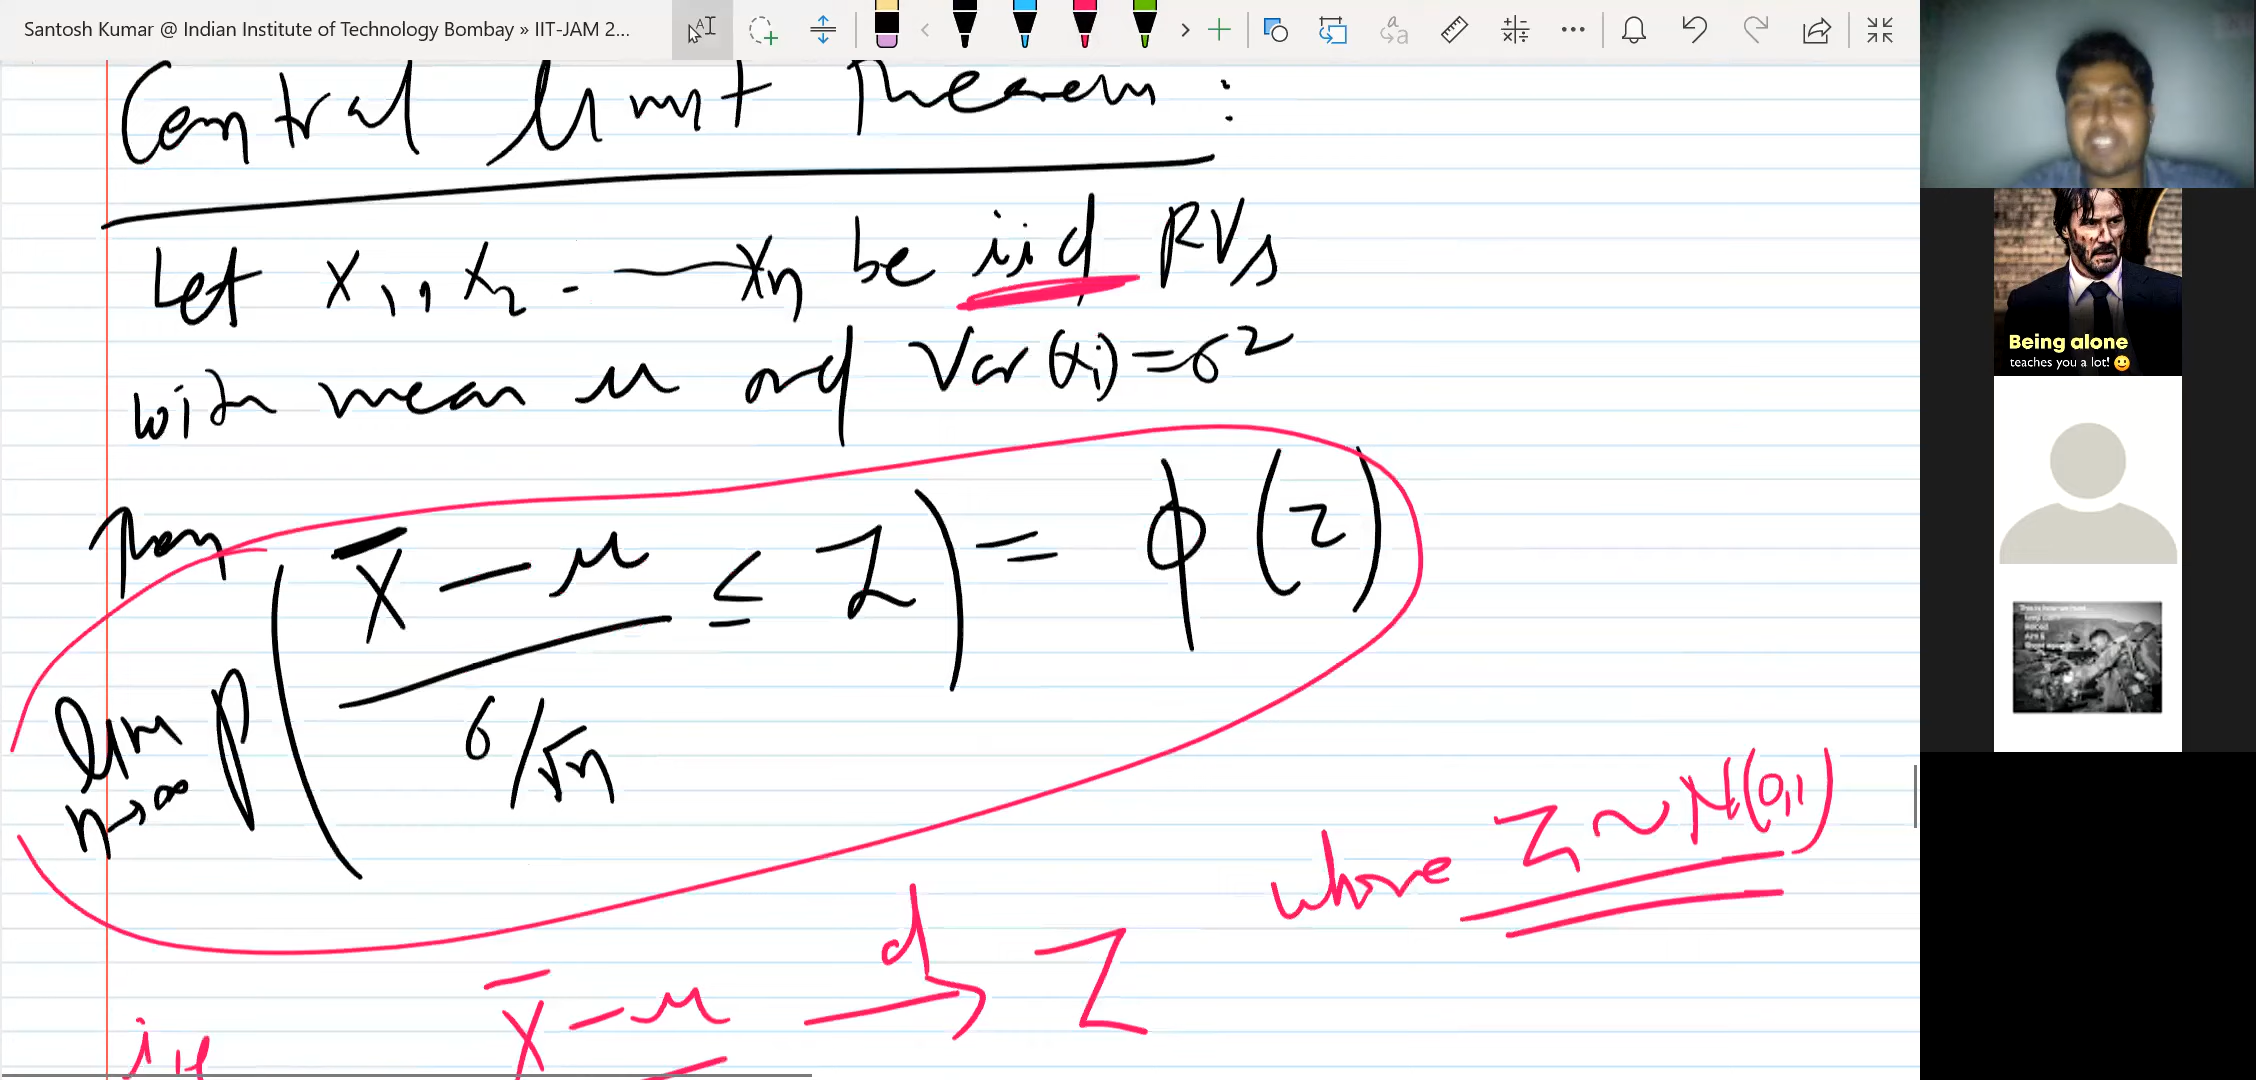 Santosh Kumar @ Indian Institute of Technology Bombay » IIT-JAM 2...
Central Limit Theorem :
Let X₁, X₂ - — Xn be iid RVs
with mean μ and Var(Xi) = σ²
Then
lim n→∞ P( (X̄ - μ) / (σ/√n) ≤ Z ) = ϕ(z)
where Z ~ N(0,1)
i.e. X̄ - μ →d Z
Being alone
teaches you a lot! 😀